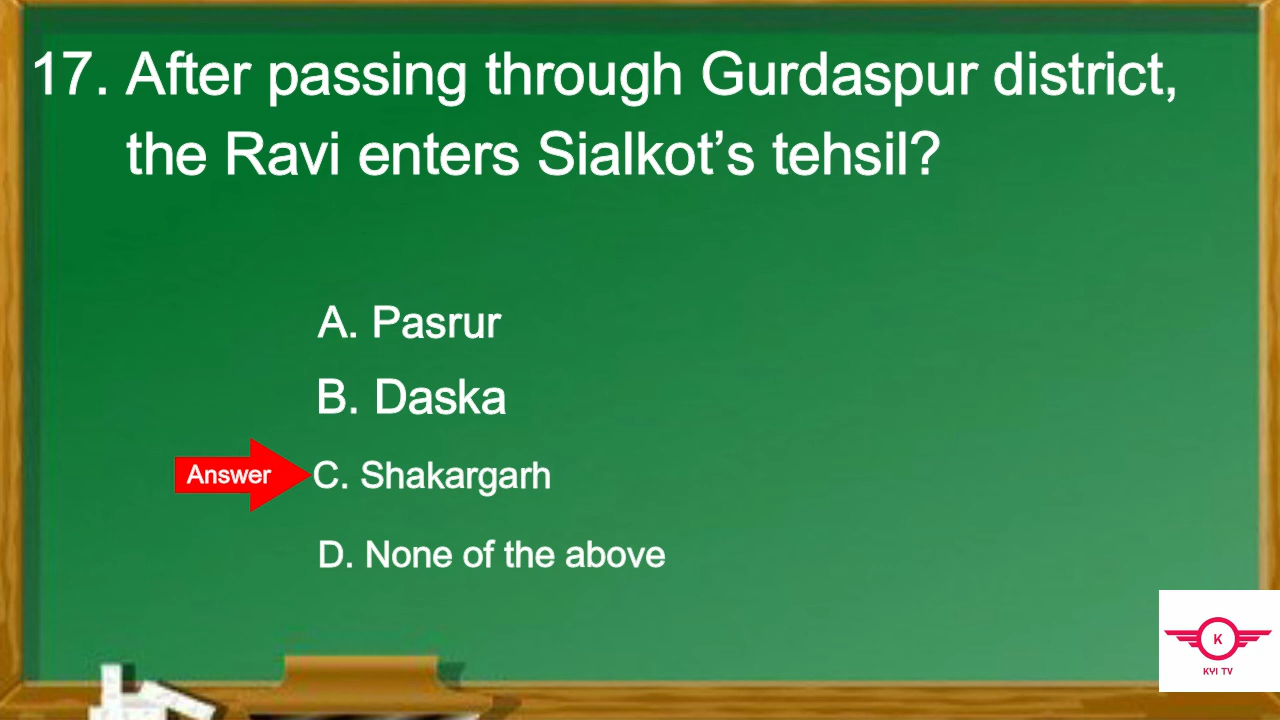 17. After passing through Gurdaspur district,
the Ravi enters Sialkot’s tehsil?
A. Pasrur
B. Daska
Answer C. Shakargarh
D. None of the above
K
KYI TV